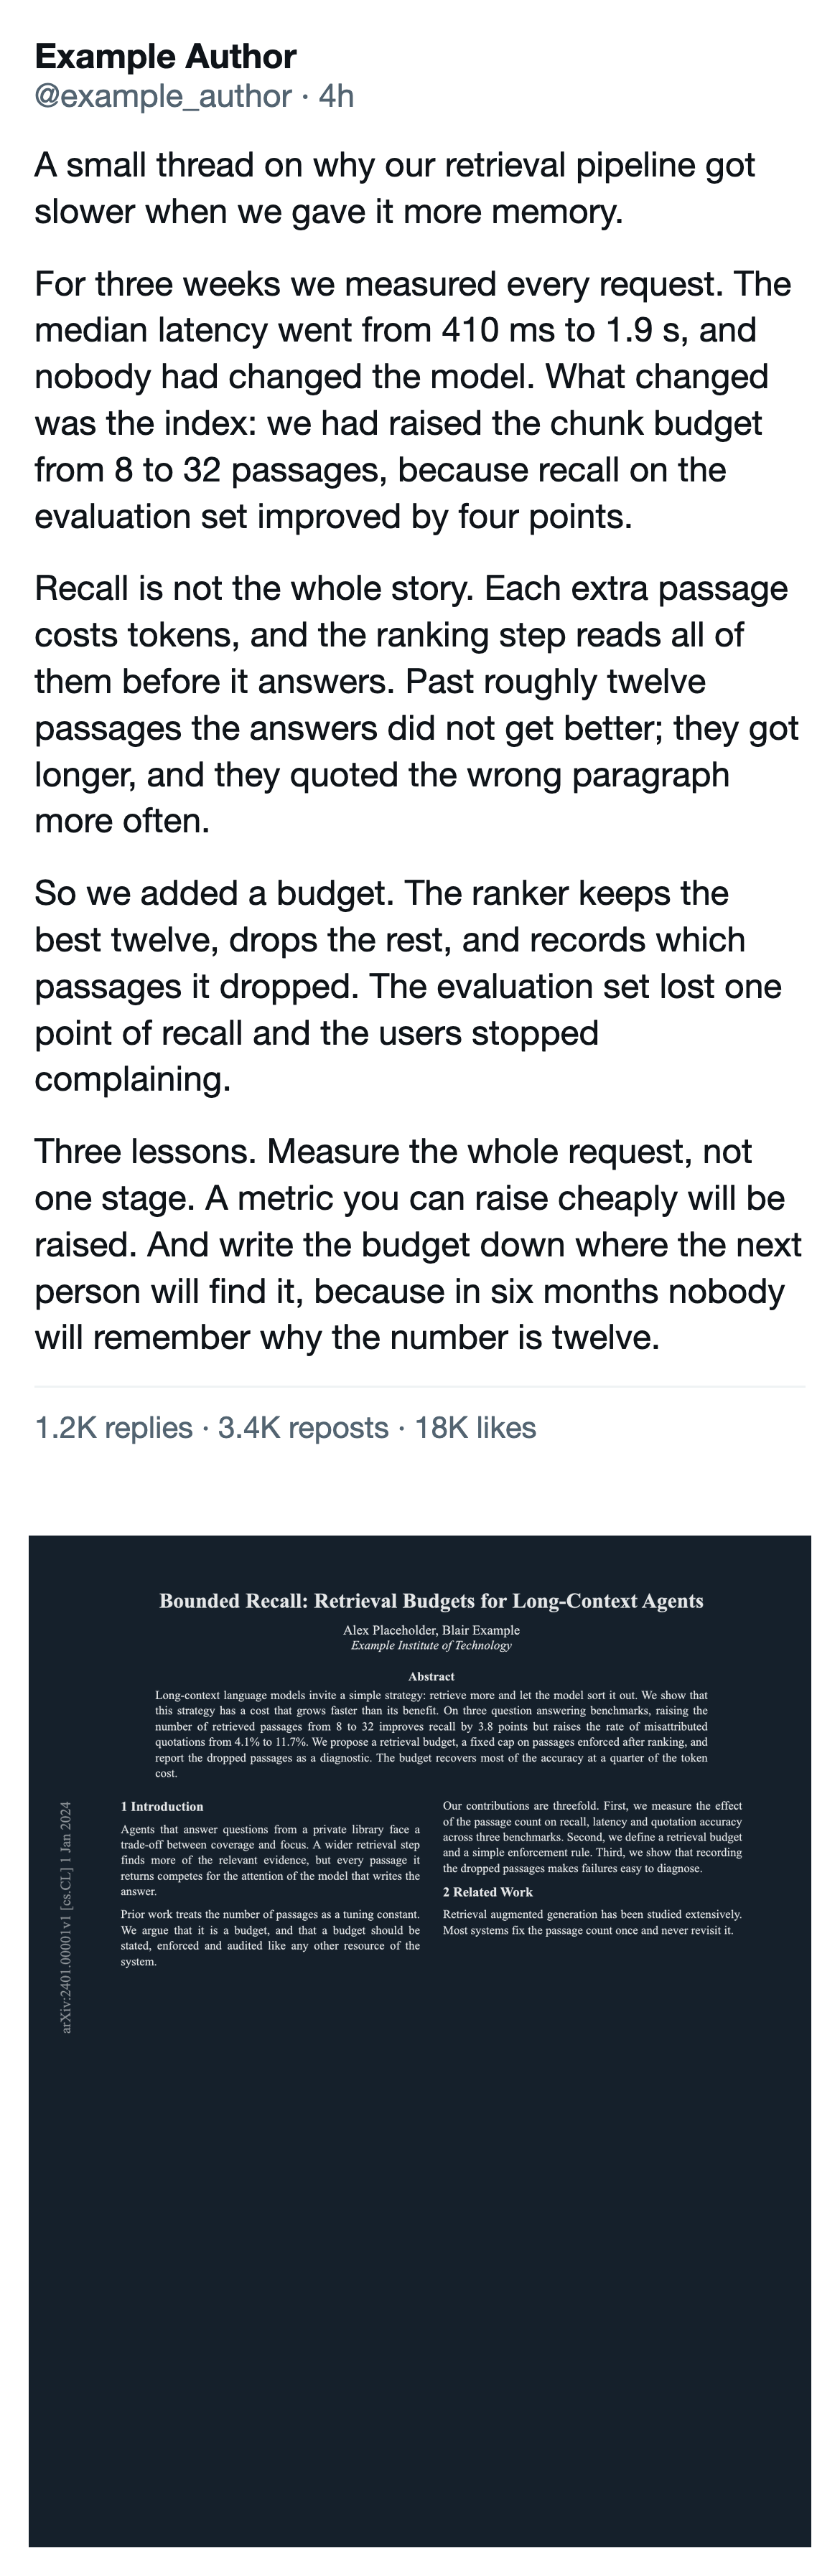 Example Author
@example_author · 4h
A small thread on why our retrieval pipeline got
slower when we gave it more memory.
For three weeks we measured every request. The
median latency went from 410 ms to 1.9 s, and
nobody had changed the model. What changed
was the index: we had raised the chunk budget
from 8 to 32 passages, because recall on the
evaluation set improved by four points.
Recall is not the whole story. Each extra passage
costs tokens, and the ranking step reads all of
them before it answers. Past roughly twelve
passages the answers did not get better; they got
longer, and they quoted the wrong paragraph
more often.
So we added a budget. The ranker keeps the
best twelve, drops the rest, and records which
passages it dropped. The evaluation set lost one
point of recall and the users stopped
complaining.
Three lessons. Measure the whole request, not
one stage. A metric you can raise cheaply will be
raised. And write the budget down where the next
person will find it, because in six months nobody
will remember why the number is twelve.
1.2K replies · 3.4K reposts · 18K likes
Bounded Recall: Retrieval Budgets for Long-Context Agents
Alex Placeholder, Blair Example
Example Institute of Technology
Abstract
Long-context language models invite a simple strategy: retrieve more and let the model sort it out. We show that
this strategy has a cost that grows faster than its benefit. On three question answering benchmarks, raising the
number of retrieved passages from 8 to 32 improves recall by 3.8 points but raises the rate of misattributed
quotations from 4.1% to 11.7%. We propose a retrieval budget, a fixed cap on passages enforced after ranking, and
report the dropped passages as a diagnostic. The budget recovers most of the accuracy at a quarter of the token
cost.
1 Introduction
Agents that answer questions from a private library face a
trade-off between coverage and focus. A wider retrieval step
finds more of the relevant evidence, but every passage it
returns competes for the attention of the model that writes the
answer.
Prior work treats the number of passages as a tuning constant.
We argue that it is a budget, and that a budget should be
stated, enforced and audited like any other resource of the
system.
Our contributions are threefold. First, we measure the effect
of the passage count on recall, latency and quotation accuracy
across three benchmarks. Second, we define a retrieval budget
and a simple enforcement rule. Third, we show that recording
the dropped passages makes failures easy to diagnose.
2 Related Work
Retrieval augmented generation has been studied extensively.
Most systems fix the passage count once and never revisit it.
arXiv:2401.00001v1 [cs.CL] 1 Jan 2024